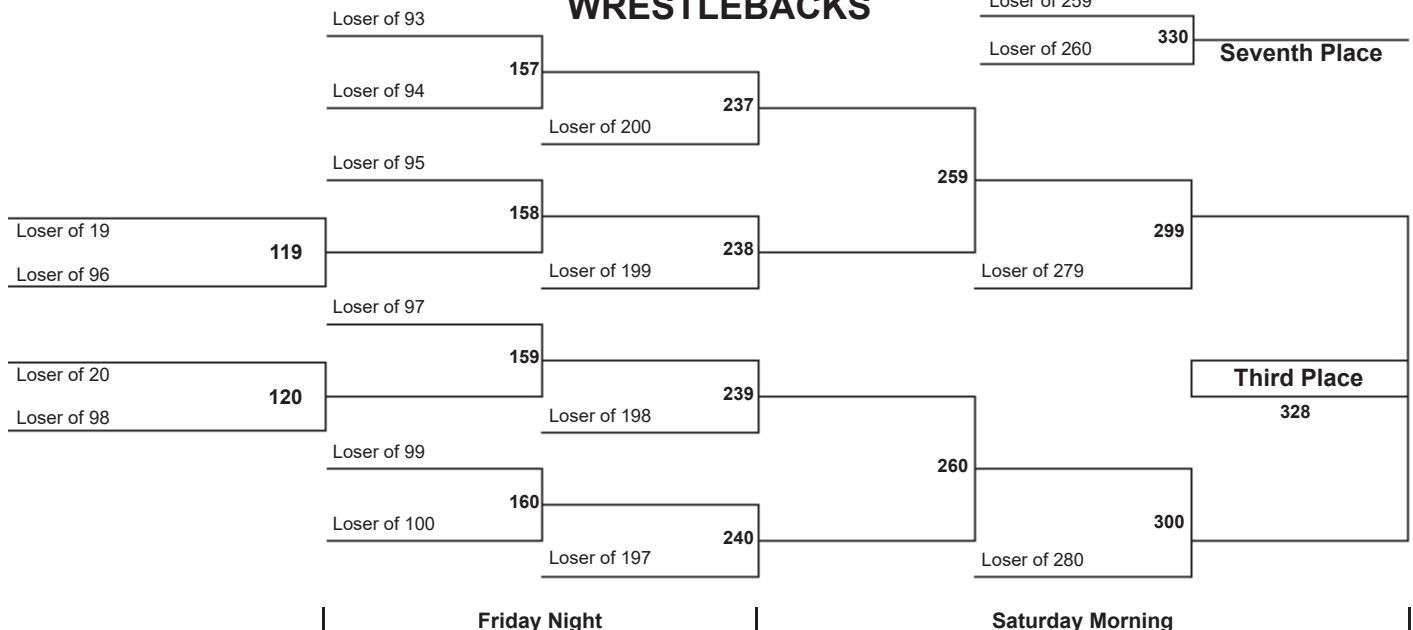 WRESTLEBACKS
Loser of 259
Loser of 260
330
Seventh Place
Loser of 93
157
Loser of 94
237
Loser of 200
Loser of 95
259
158
Loser of 19
119
299
238
Loser of 96
Loser of 199
Loser of 279
Loser of 97
159
Loser of 20
120
239
Third Place
Loser of 98
Loser of 198
328
Loser of 99
260
160
Loser of 100
240
300
Loser of 197
Loser of 280
Friday Night
Saturday Morning